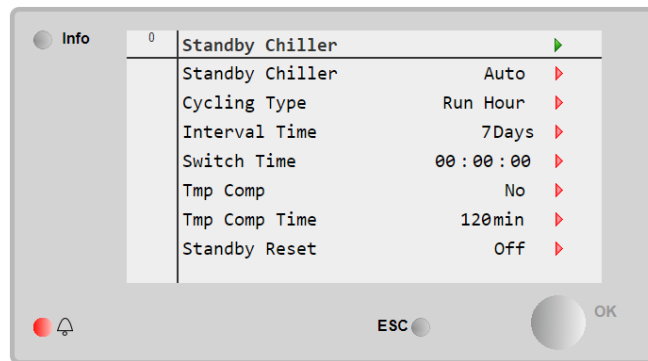 Info
0 Standby Chiller
Standby Chiller Auto
Cycling Type Run Hour
Interval Time 7Days
Switch Time 00:00:00
Tmp Comp No
Tmp Comp Time 120min
Standby Reset Off
ESC
OK